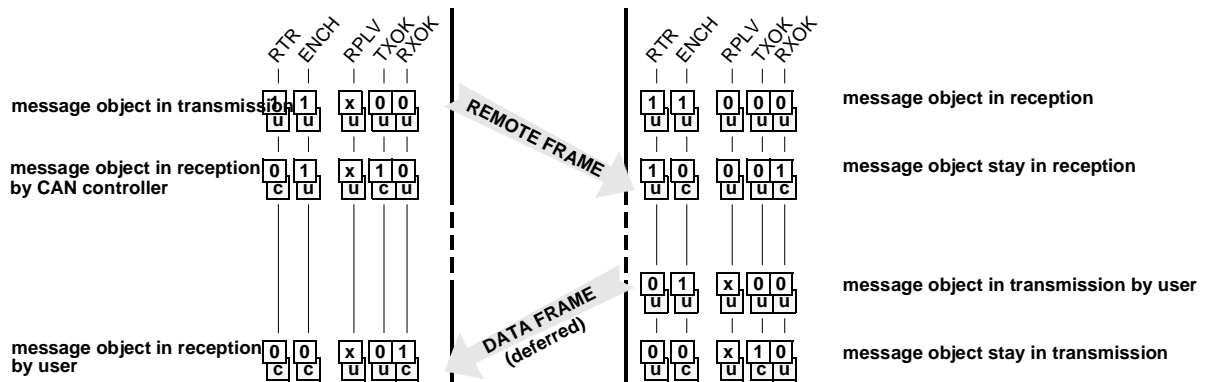 RTR ENCH RPLV TXOK RXOK RTR ENCH RPLV TXOK RXOK
message object in transmission 1 1 x 0 0 1 1 0 0 0 message object in reception
u u u u u u u u u u
REMOTE FRAME
message object in reception 0 1 x 1 0 1 0 0 0 1 message object stay in reception
by CAN controller c u u c u u c u u c
0 1 x 0 0 message object in transmission by user
u u u u u
DATA FRAME
(deferred)
message object in reception 0 0 x 0 1 0 0 x 1 0 message object stay in transmission
by user c c u u c u c u c u